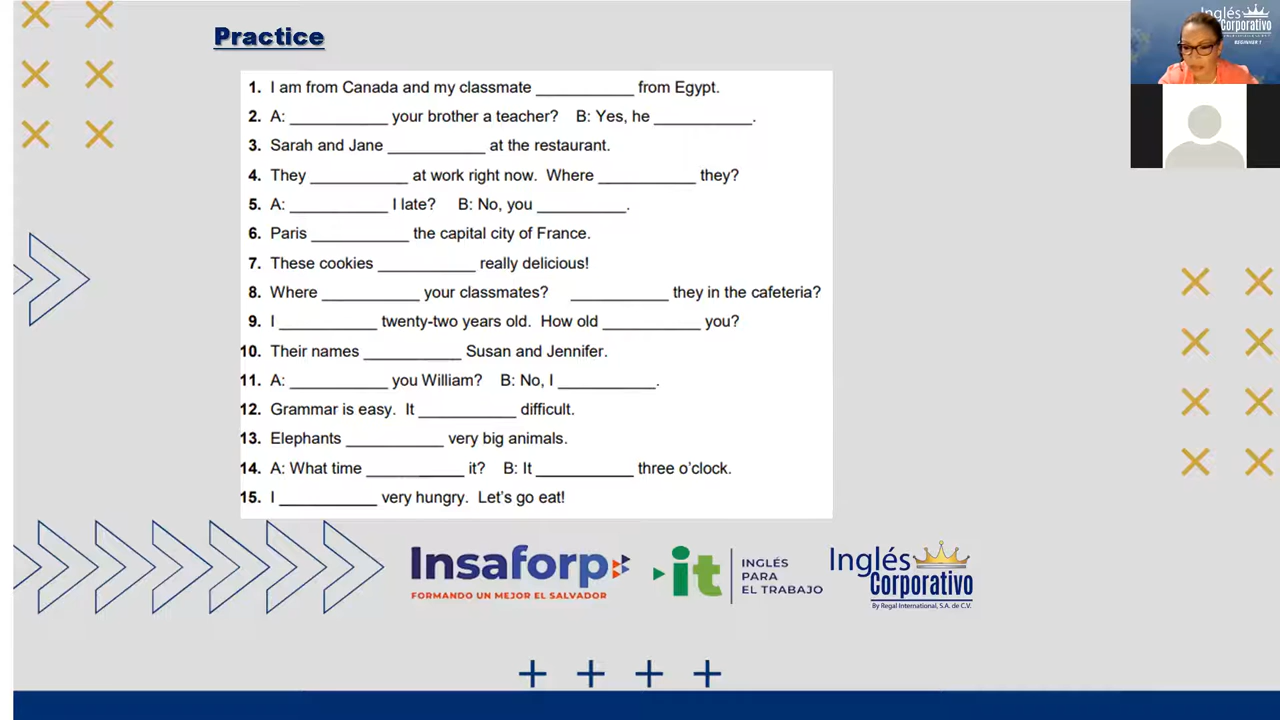 Practice
1. I am from Canada and my classmate ___________ from Egypt.
2. A: ___________ your brother a teacher? B: Yes, he ___________.
3. Sarah and Jane ___________ at the restaurant.
4. They ___________ at work right now. Where ___________ they?
5. A: ___________ I late? B: No, you __________.
6. Paris ___________ the capital city of France.
7. These cookies ___________ really delicious!
8. Where ___________ your classmates? ___________ they in the cafeteria?
9. I ___________ twenty-two years old. How old ___________ you?
10. Their names ___________ Susan and Jennifer.
11. A: ___________ you William? B: No, I ___________.
12. Grammar is easy. It ___________ difficult.
13. Elephants ___________ very big animals.
14. A: What time ___________ it? B: It ___________ three o’clock.
15. I ___________ very hungry. Let’s go eat!
Insaforp
FORMANDO UN MEJOR EL SALVADOR
it
INGLÉS
PARA
EL TRABAJO
Inglés
Corporativo
By Regal International, S.A. de C.V.
Inglés
Corporativo
BEGINNER 1